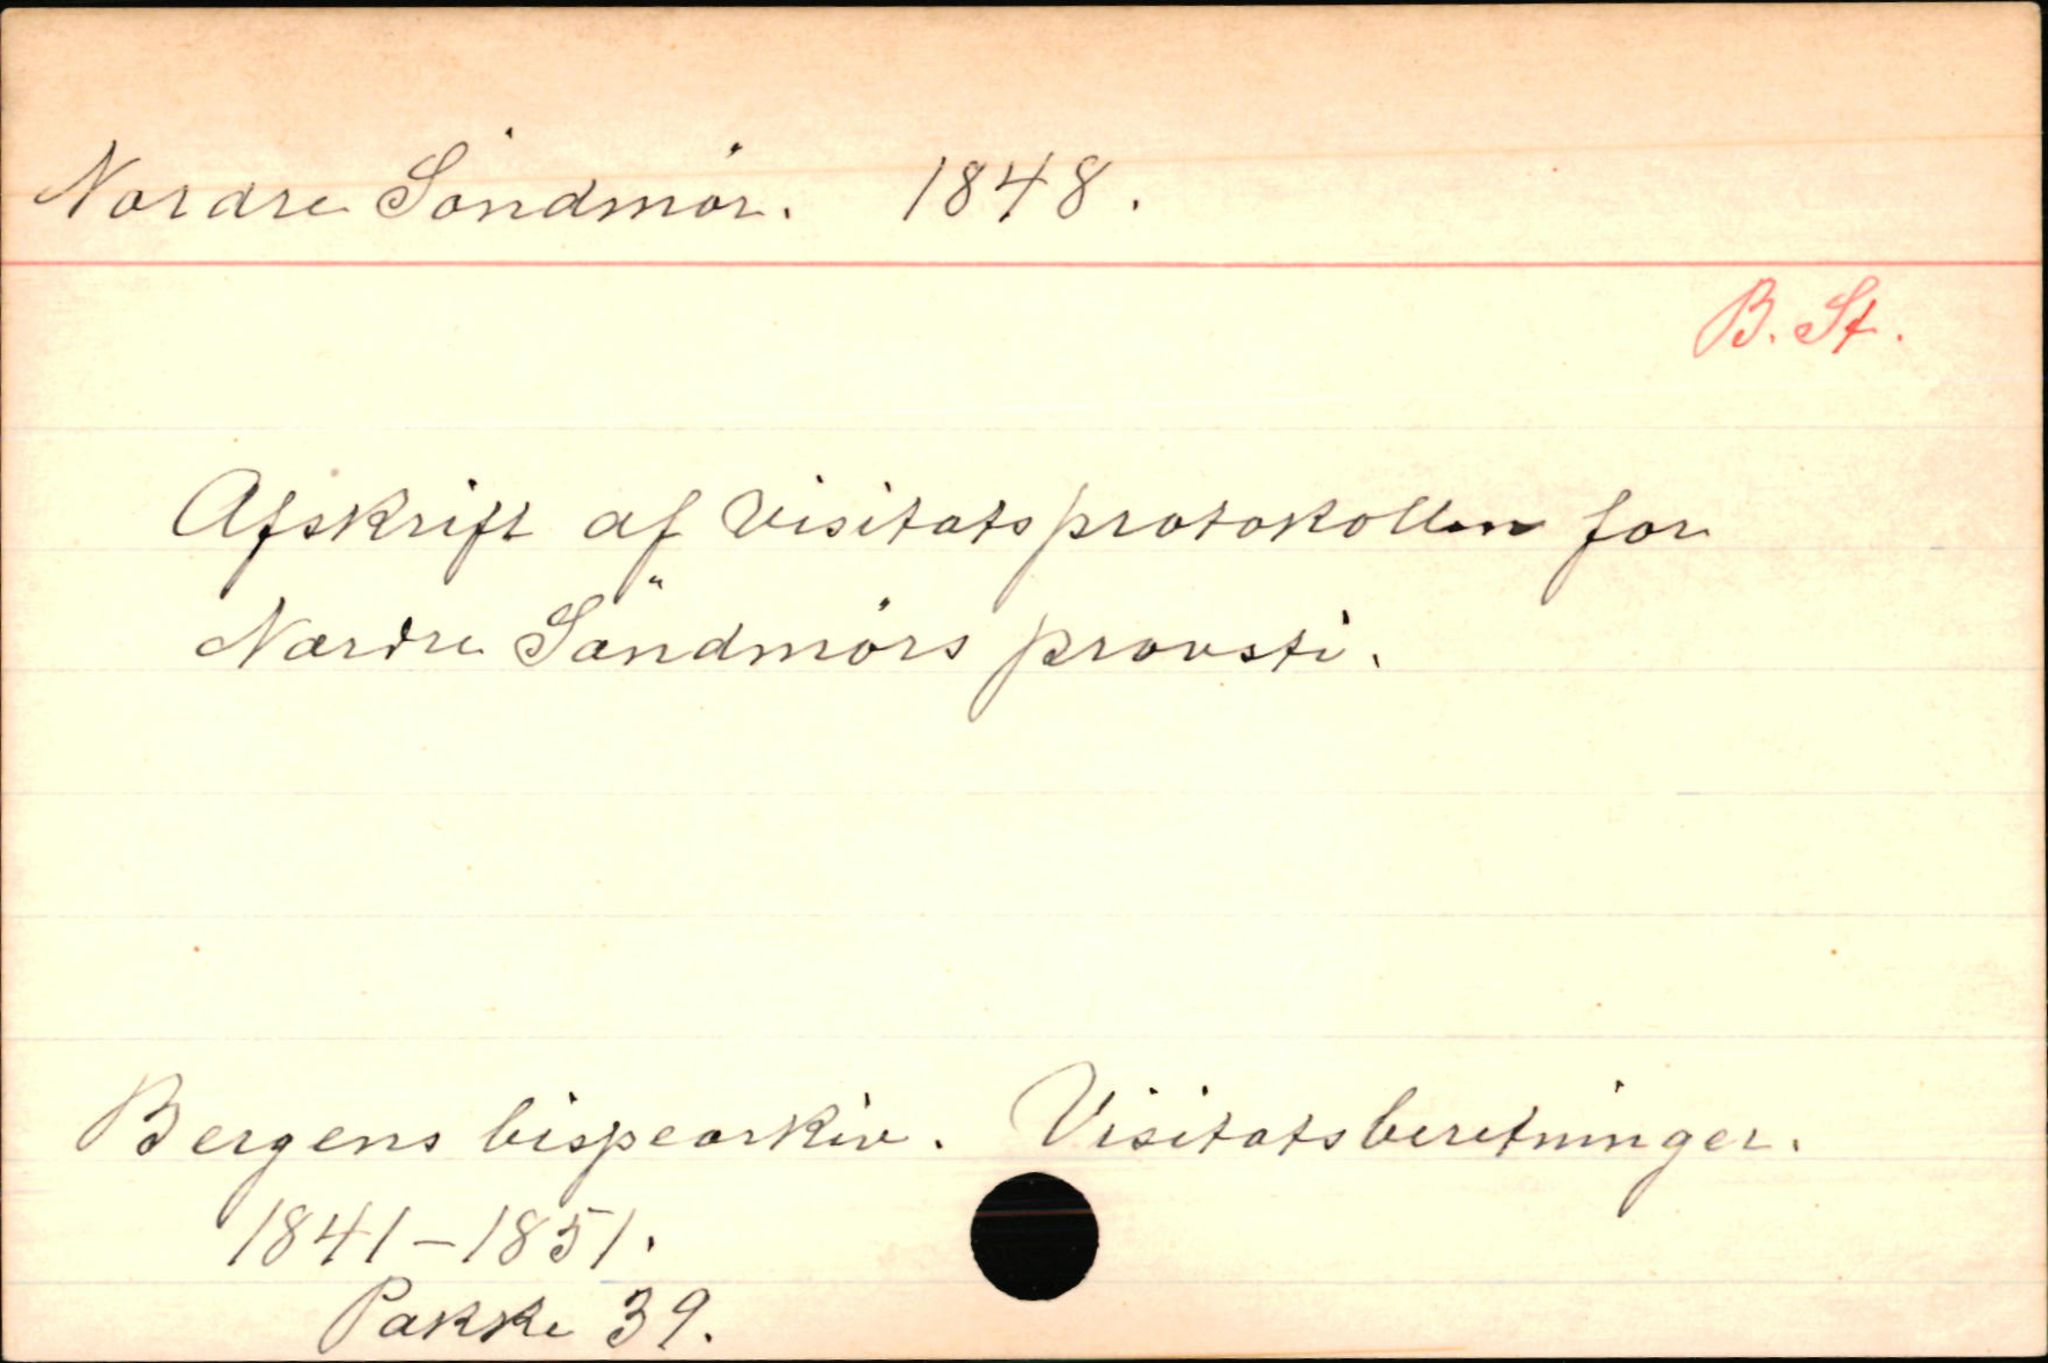 Nordre Söndmör. 1848.
B. St.
Afskrift af Visitatsprotokollen for
Nordre Söndmörs provsti.
Bergens bispearkiv. Visitatsberetninger.
1841-1851.
Pakke 39.